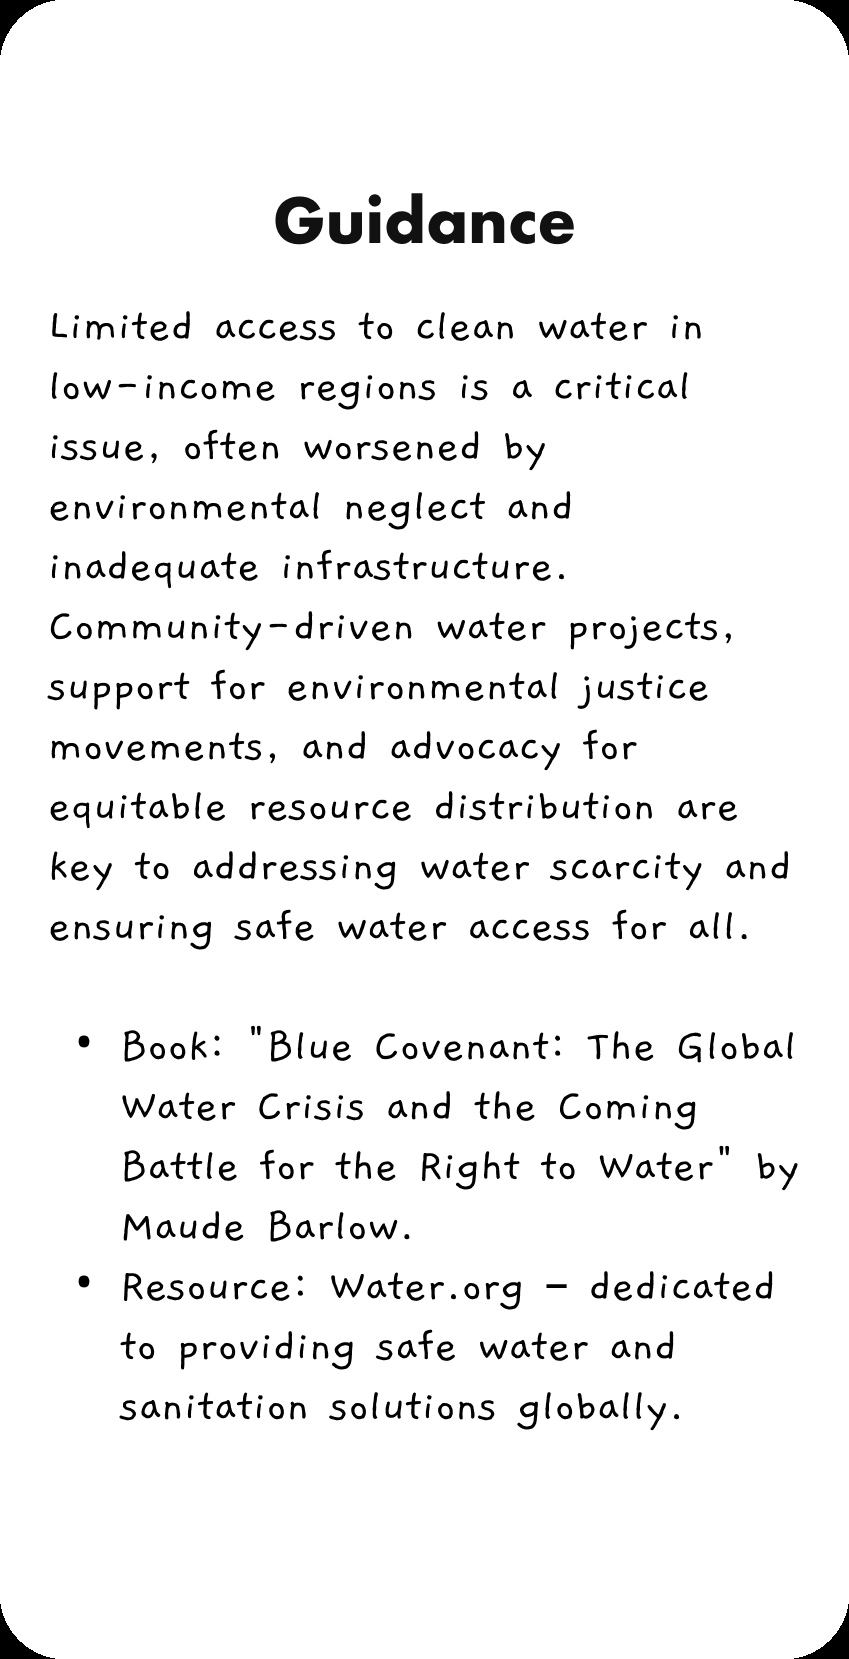 Guidance
Limited access to clean water in
low-income regions is a critical
issue, often worsened by
environmental neglect and
inadequate infrastructure.
Community-driven water projects,
support for environmental justice
movements, and advocacy for
equitable resource distribution are
key to addressing water scarcity and
ensuring safe water access for all.
• Book: "Blue Covenant: The Global
Water Crisis and the Coming
Battle for the Right to Water" by
Maude Barlow.
• Resource: Water.org – dedicated
to providing safe water and
sanitation solutions globally.